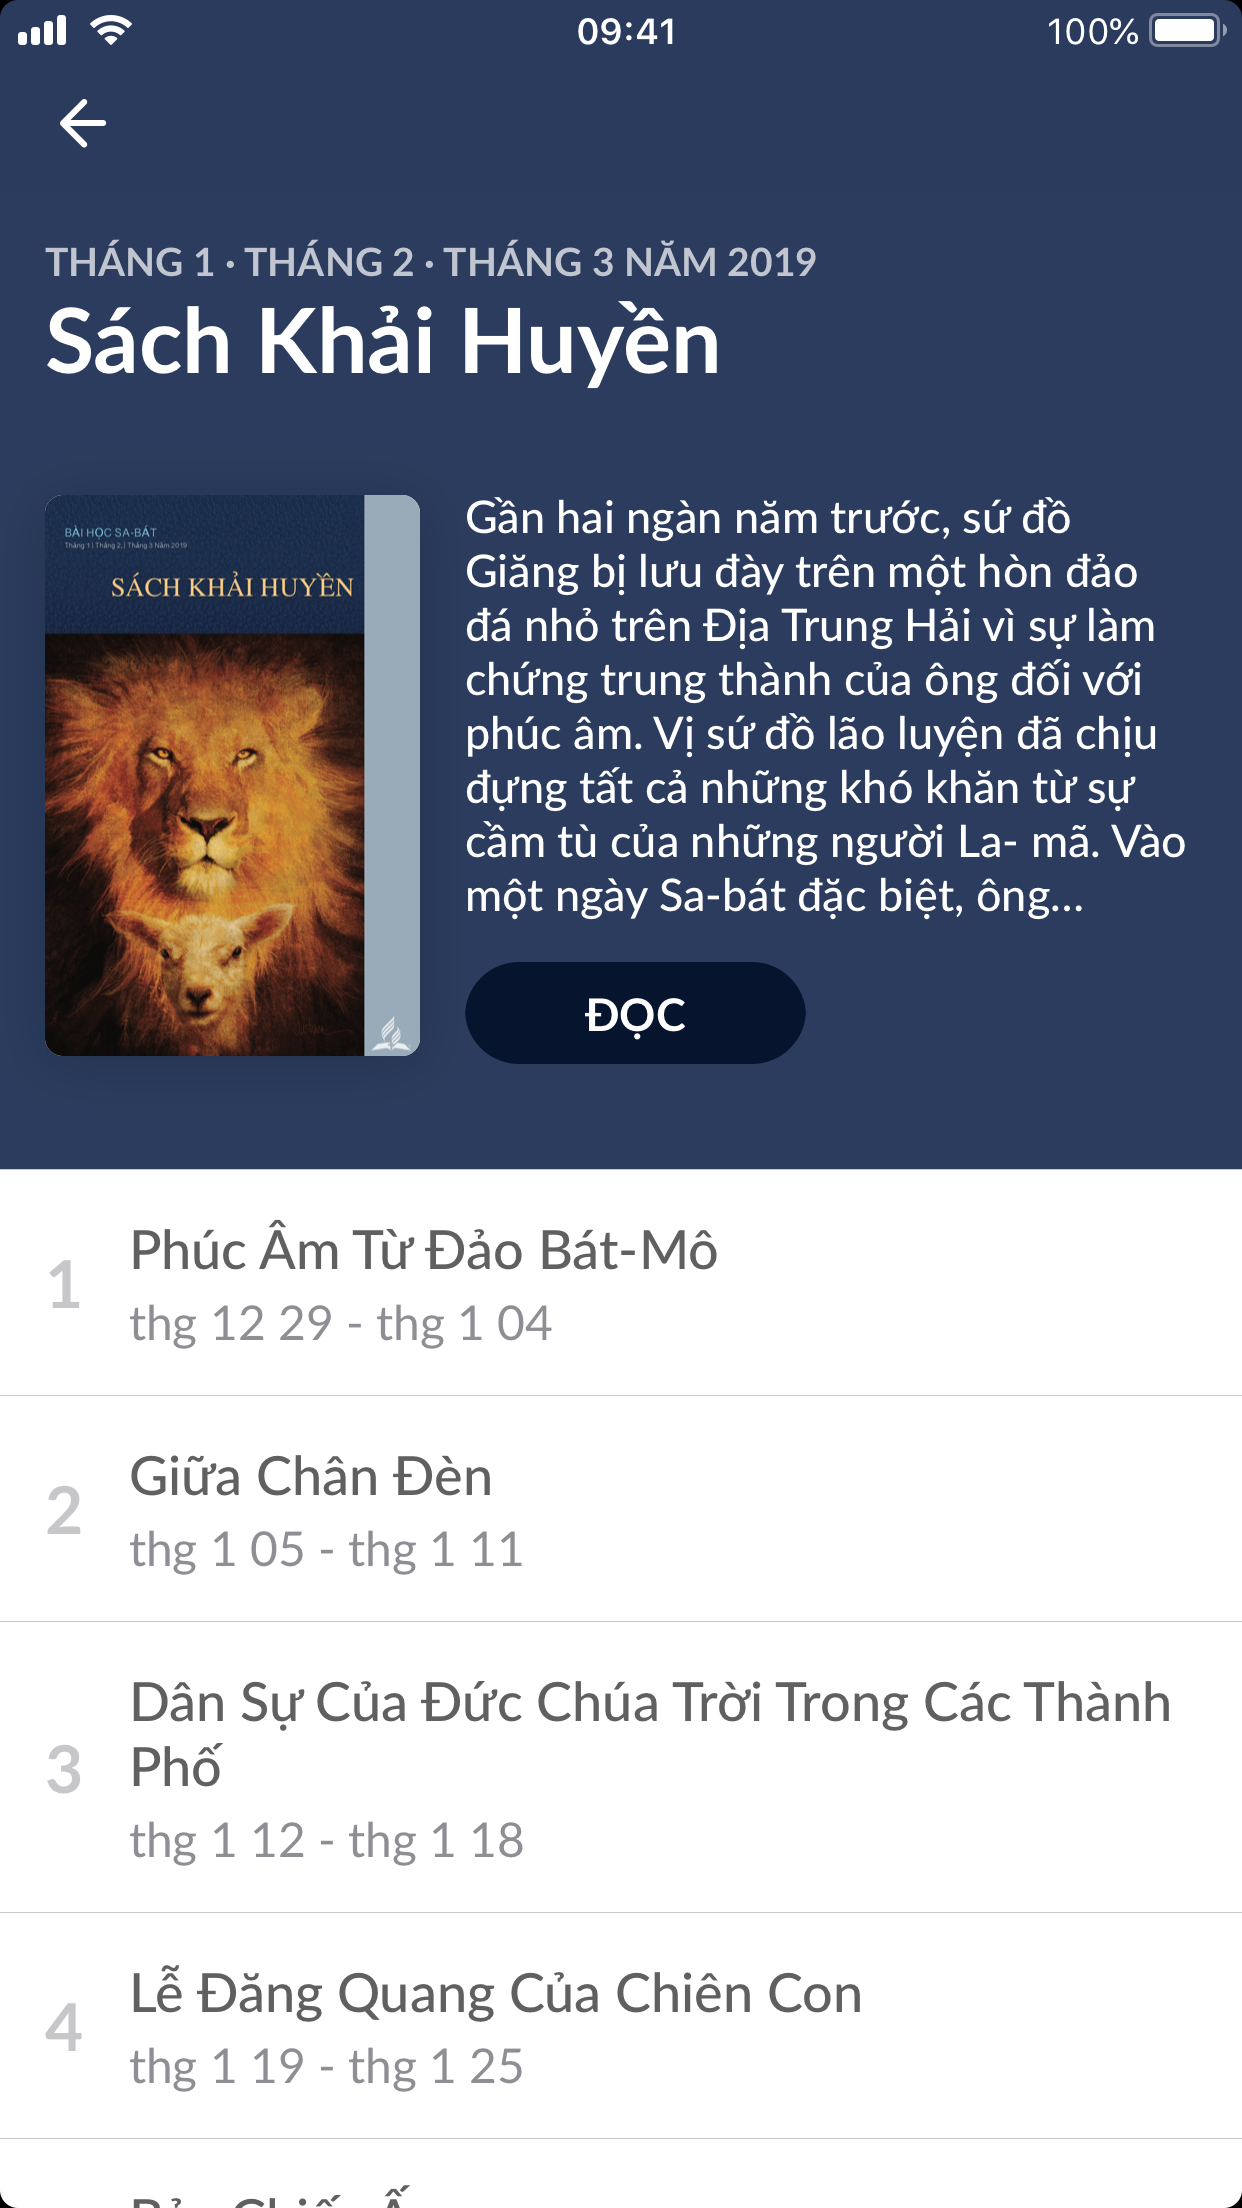 09:41
100%
THÁNG 1 · THÁNG 2 · THÁNG 3 NĂM 2019
Sách Khải Huyền
BÀI HỌC SA-BÁT
Tháng 1 | Tháng 2, | Tháng 3 Năm 2019
SÁCH KHẢI HUYỀN
Gần hai ngàn năm trước, sứ đồ
Giăng bị lưu đày trên một hòn đảo
đá nhỏ trên Địa Trung Hải vì sự làm
chứng trung thành của ông đối với
phúc âm. Vị sứ đồ lão luyện đã chịu
đựng tất cả những khó khăn từ sự
cầm tù của những người La- mã. Vào
một ngày Sa-bát đặc biệt, ông...
ĐỌC
1
Phúc Âm Từ Đảo Bát-Mô
thg 12 29 - thg 1 04
2
Giữa Chân Đèn
thg 1 05 - thg 1 11
3
Dân Sự Của Đức Chúa Trời Trong Các Thành
Phố
thg 1 12 - thg 1 18
4
Lễ Đăng Quang Của Chiên Con
thg 1 19 - thg 1 25